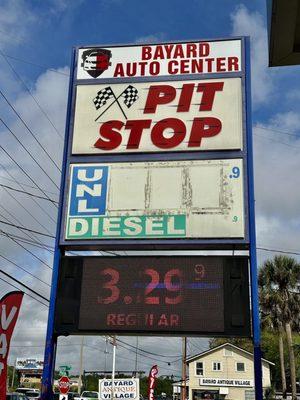 BAYARD
AUTO CENTER
PIT
STOP
UNL
.9
DIESEL
.9
3.29 9
REGULAR
VA
BAYARD
ANTIQUE
VILLAGE
BAYARD
ANTIQUE VILLAGE